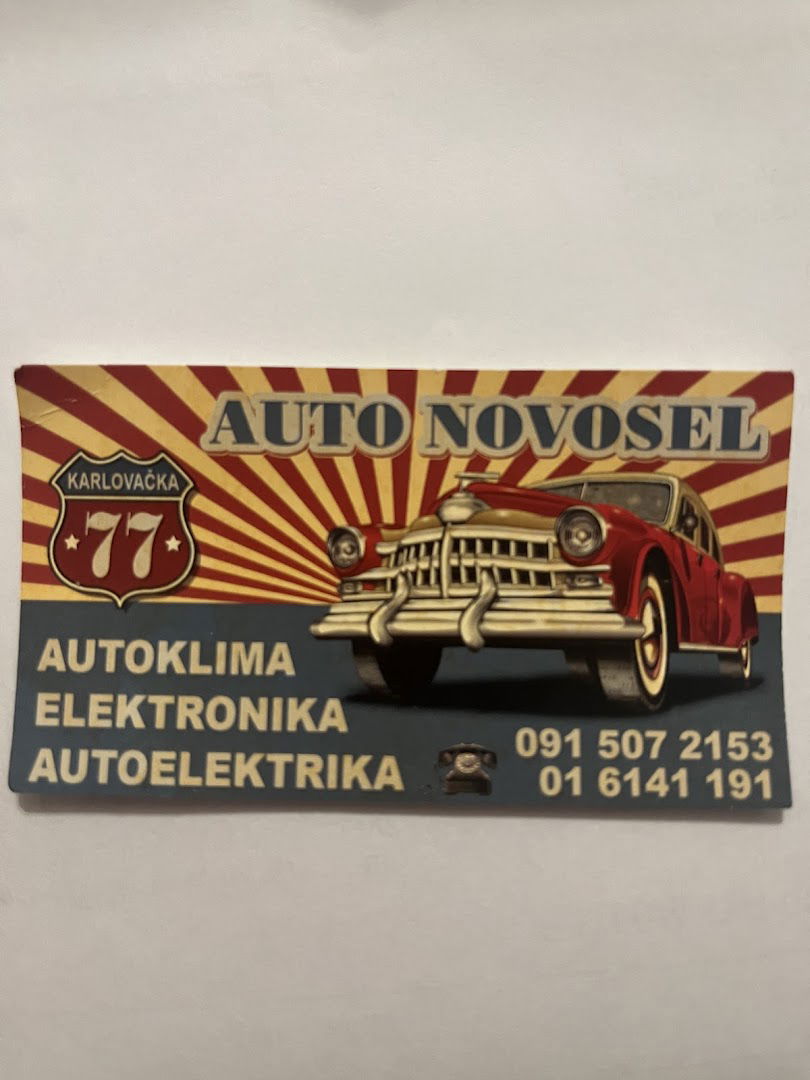 AUTO NOVOSEL
KARLOVAČKA
77
AUTOKLIMA
ELEKTRONIKA
AUTOELEKTRIKA
091 507 2153
01 6141 191